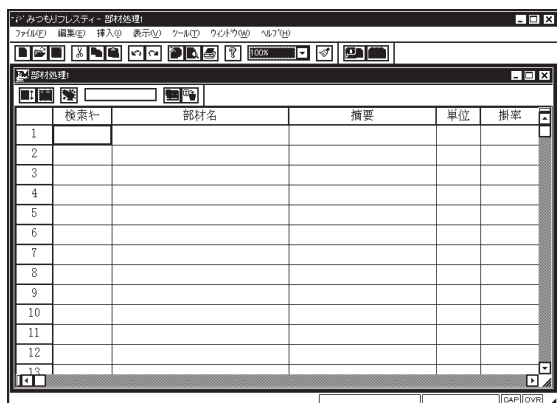 みつもリフレスティ - 部材処理1
ファイル(F) 編集(E) 挿入(I) 表示(V) ツール(T) ウィンドウ(W) ヘルプ(H)
100%
部材処理1
検索キー 部材名 摘要 単位 掛率
1
2
3
4
5
6
7
8
9
10
11
12
13
CAP OVR